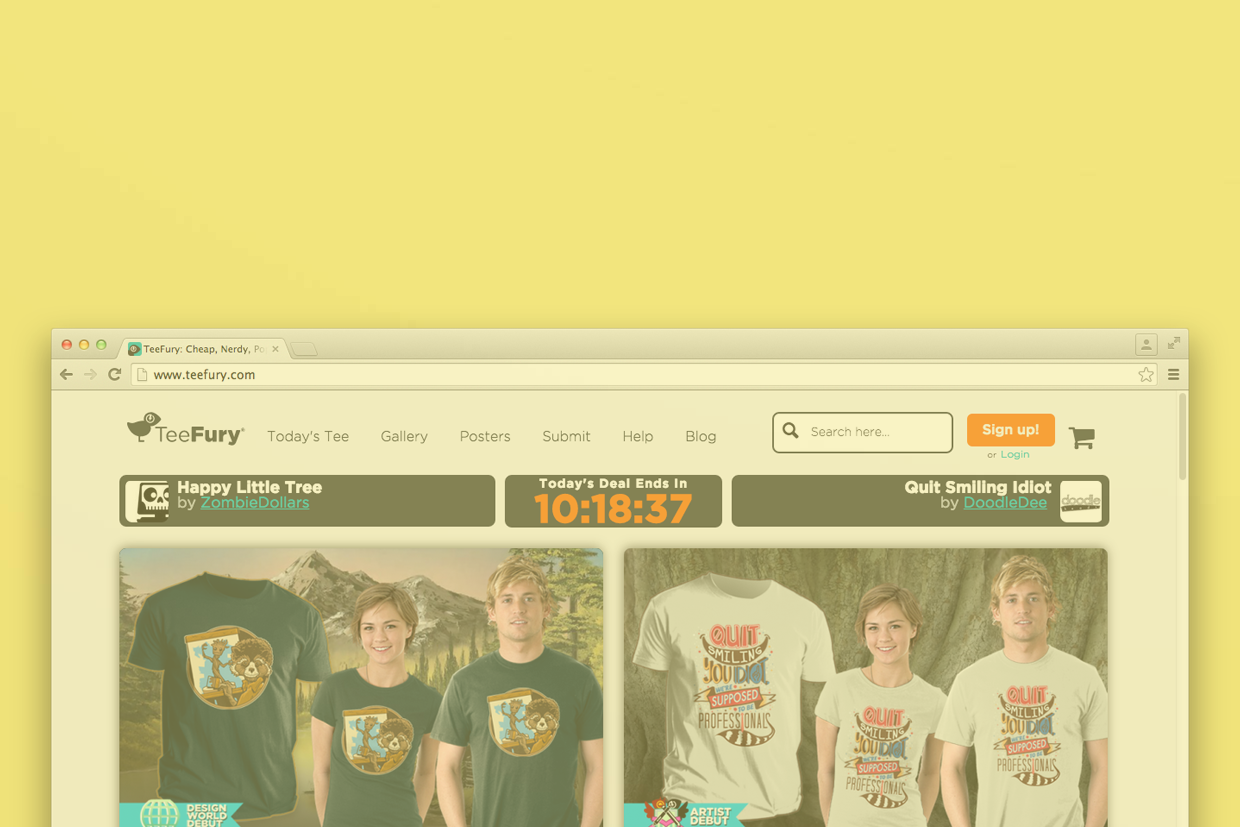 TeeFury: Cheap, Nerdy, Po
www.teefury.com
TeeFury®
Today's Tee
Gallery
Posters
Submit
Help
Blog
Search here...
Sign up!
or Login
Happy Little Tree
by ZombieDollars
Today's Deal Ends In
10:18:37
Quit Smiling Idiot
by DoodleDee
doodle
QUIT
SMILING
YOU IDIOT
WE'RE
SUPPOSED
TO BE
PROFESSIONALS
QUIT
SMILING
YOU IDIOT
WE'RE
SUPPOSED
TO BE
PROFESSIONALS
QUIT
SMILING
YOU IDIOT
WE'RE
SUPPOSED
TO BE
PROFESSIONALS
DESIGN
WORLD
DEBUT
ARTIST
DEBUT